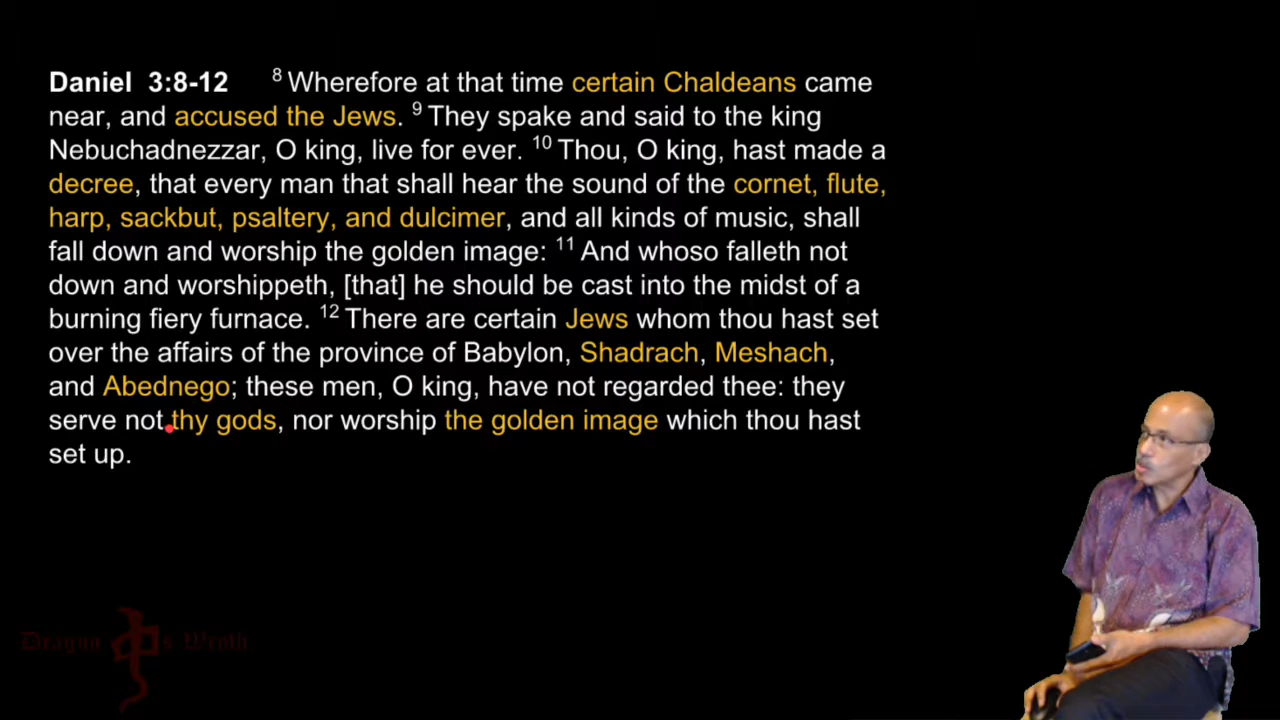 Daniel 3:8-12 8 Wherefore at that time certain Chaldeans came
near, and accused the Jews. 9 They spake and said to the king
Nebuchadnezzar, O king, live for ever. 10 Thou, O king, hast made a
decree, that every man that shall hear the sound of the cornet, flute,
harp, sackbut, psaltery, and dulcimer, and all kinds of music, shall
fall down and worship the golden image: 11 And whoso falleth not
down and worshippeth, [that] he should be cast into the midst of a
burning fiery furnace. 12 There are certain Jews whom thou hast set
over the affairs of the province of Babylon, Shadrach, Meshach,
and Abednego; these men, O king, have not regarded thee: they
serve not thy gods, nor worship the golden image which thou hast
set up.
Dragon s Wroth